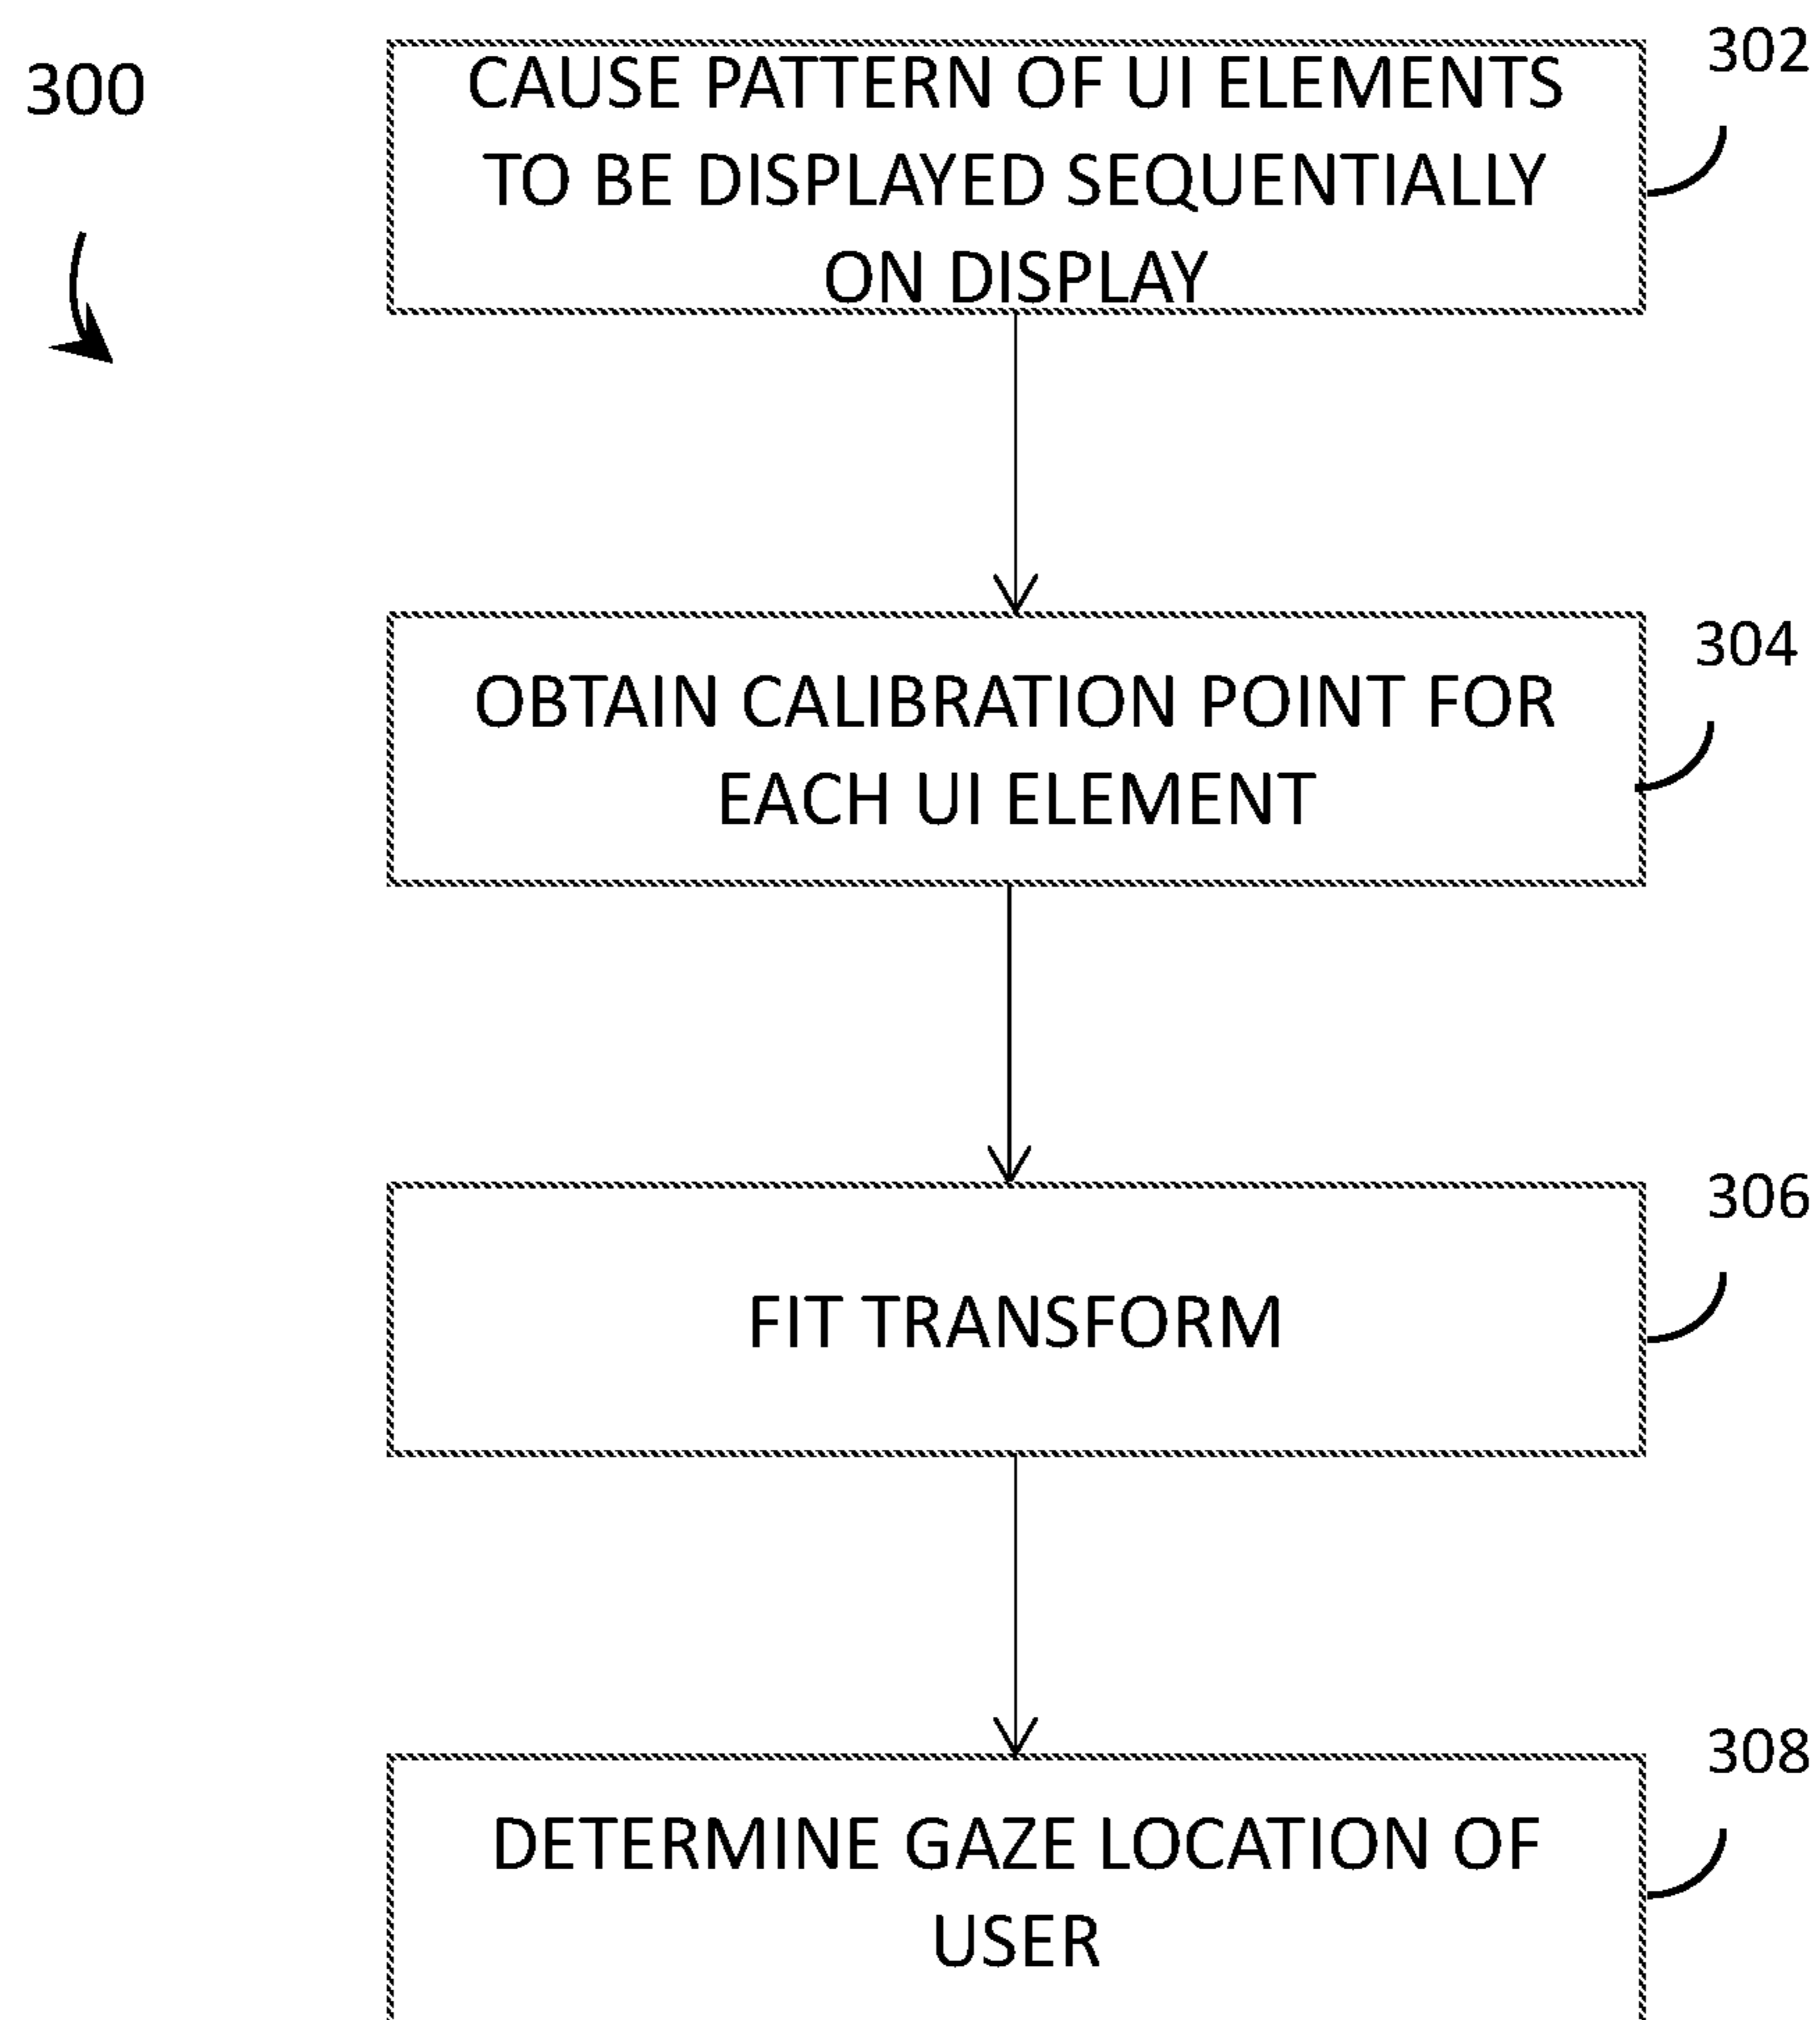 300
302
CAUSE PATTERN OF UI ELEMENTS
TO BE DISPLAYED SEQUENTIALLY
ON DISPLAY
304
OBTAIN CALIBRATION POINT FOR
EACH UI ELEMENT
306
FIT TRANSFORM
308
DETERMINE GAZE LOCATION OF
USER